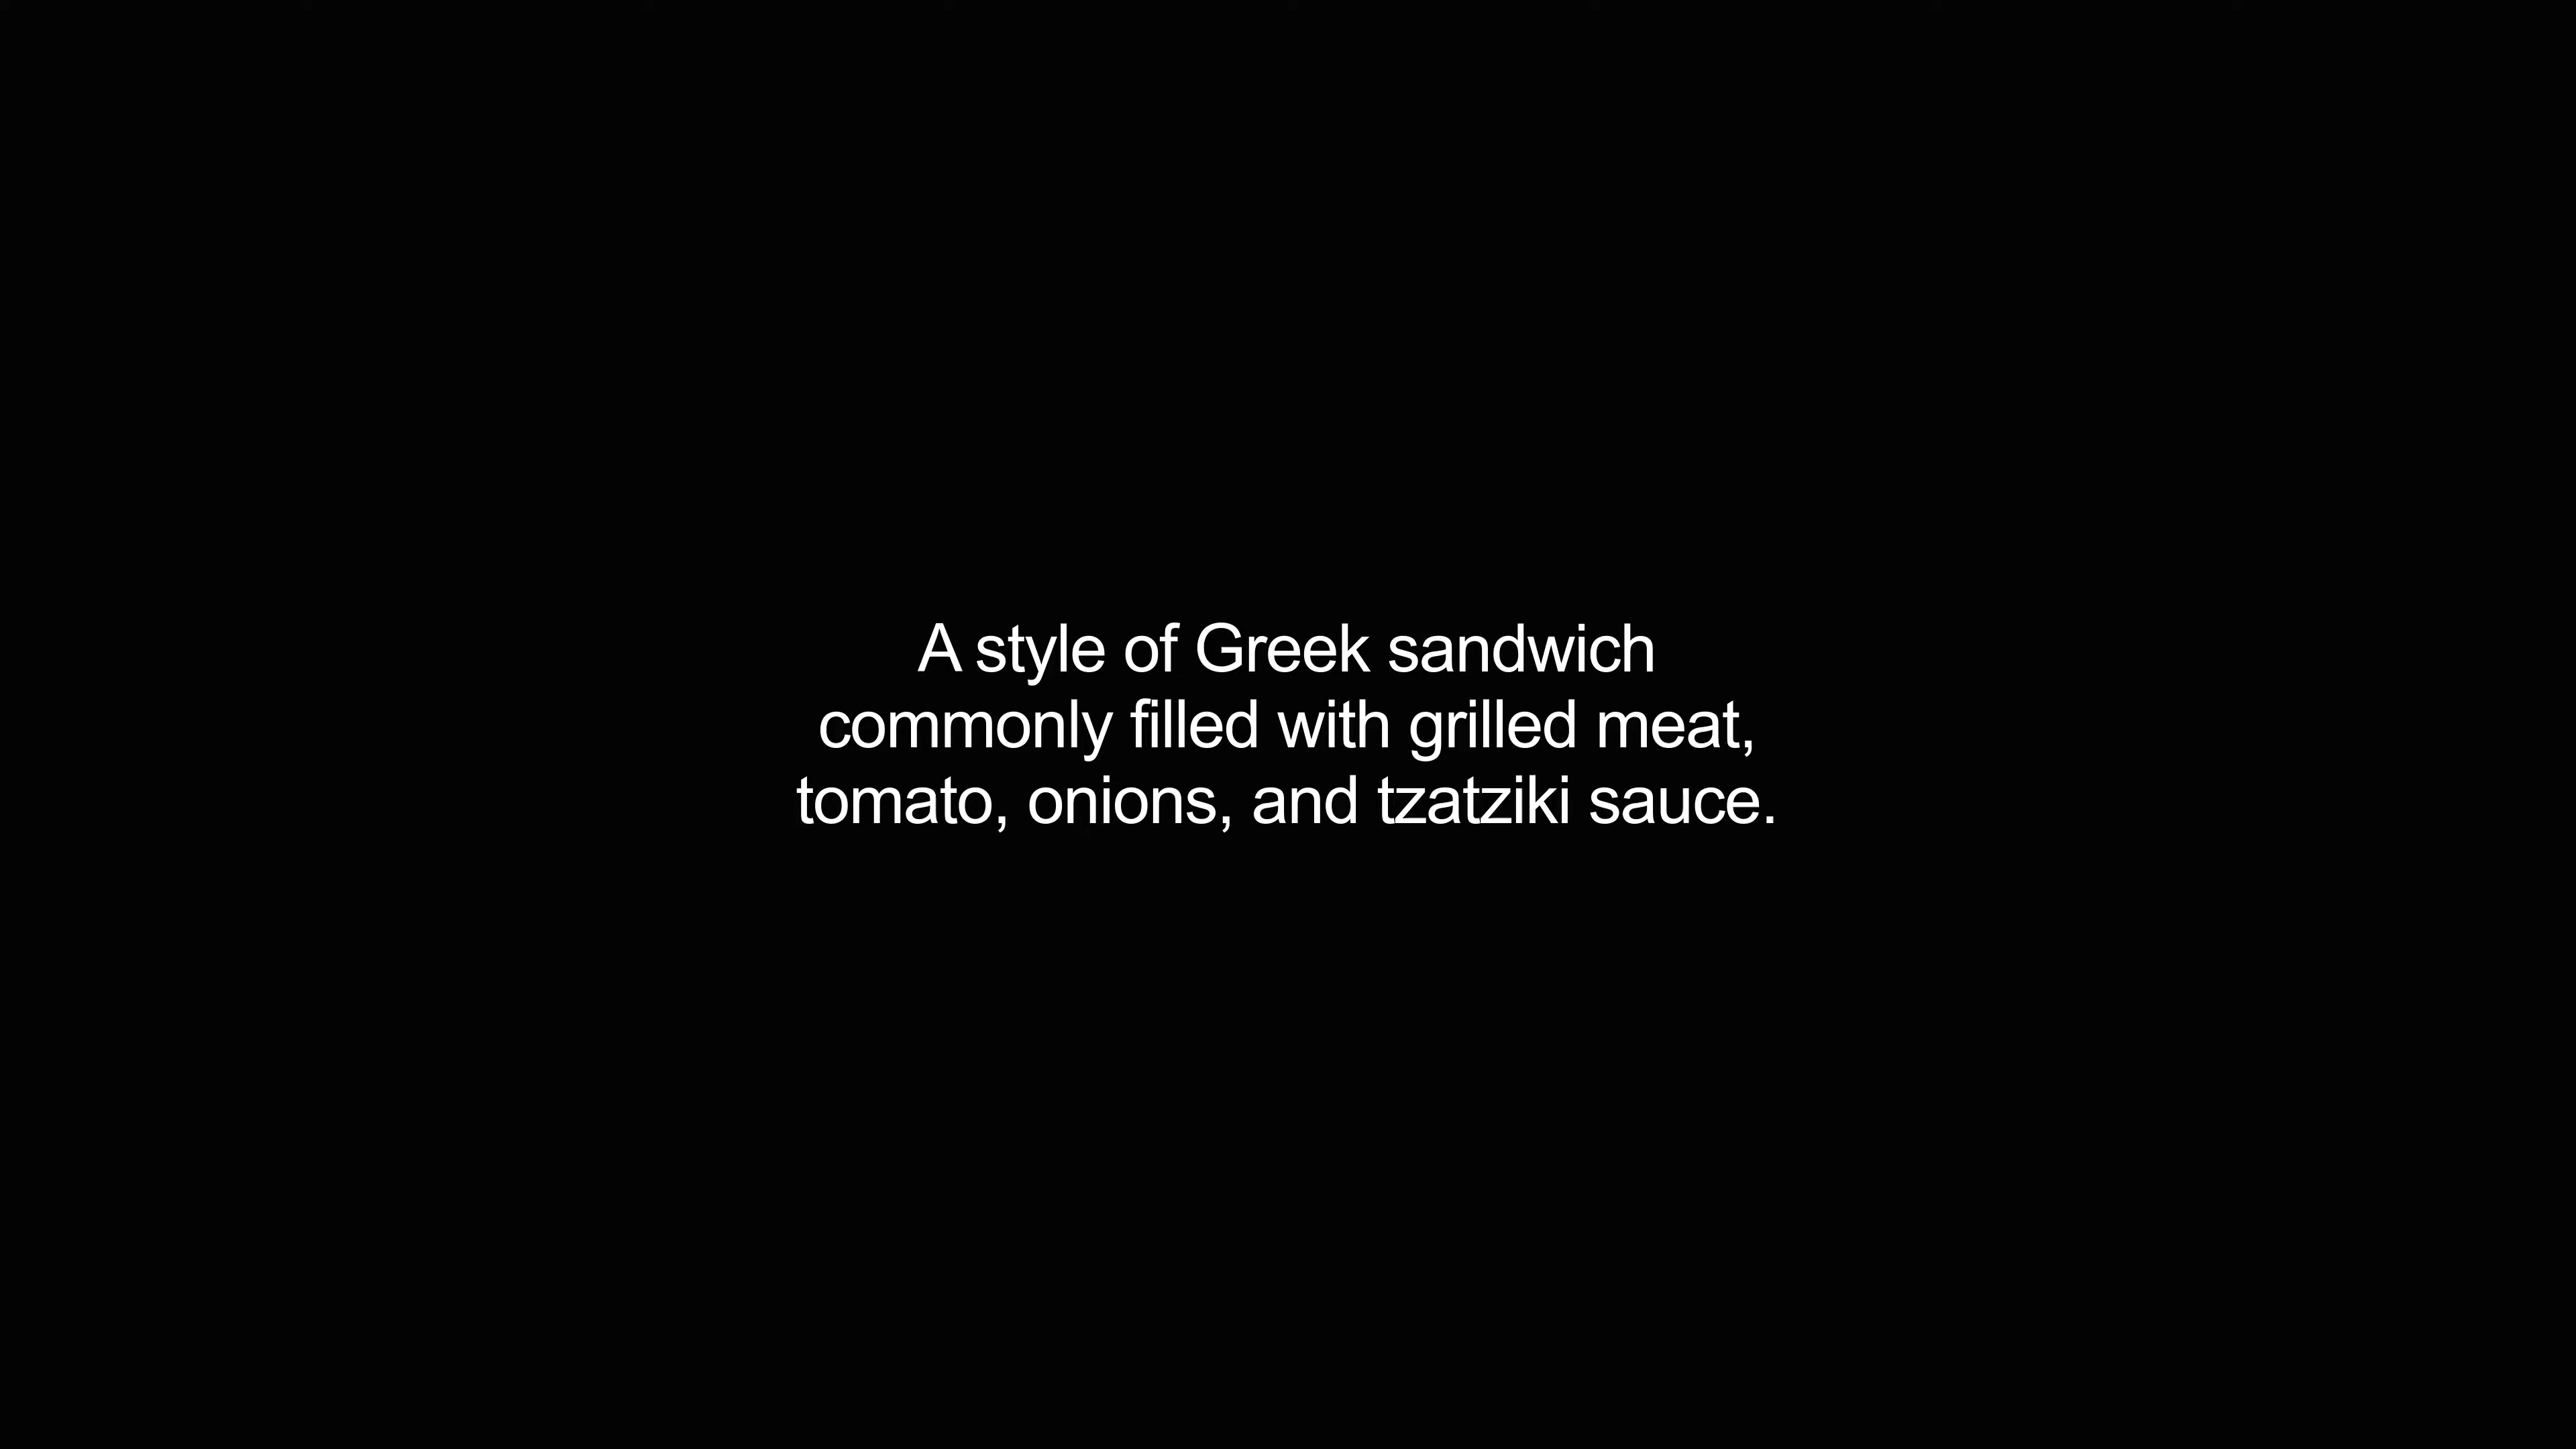 A style of Greek sandwich
commonly filled with grilled meat,
tomato, onions, and tzatziki sauce.